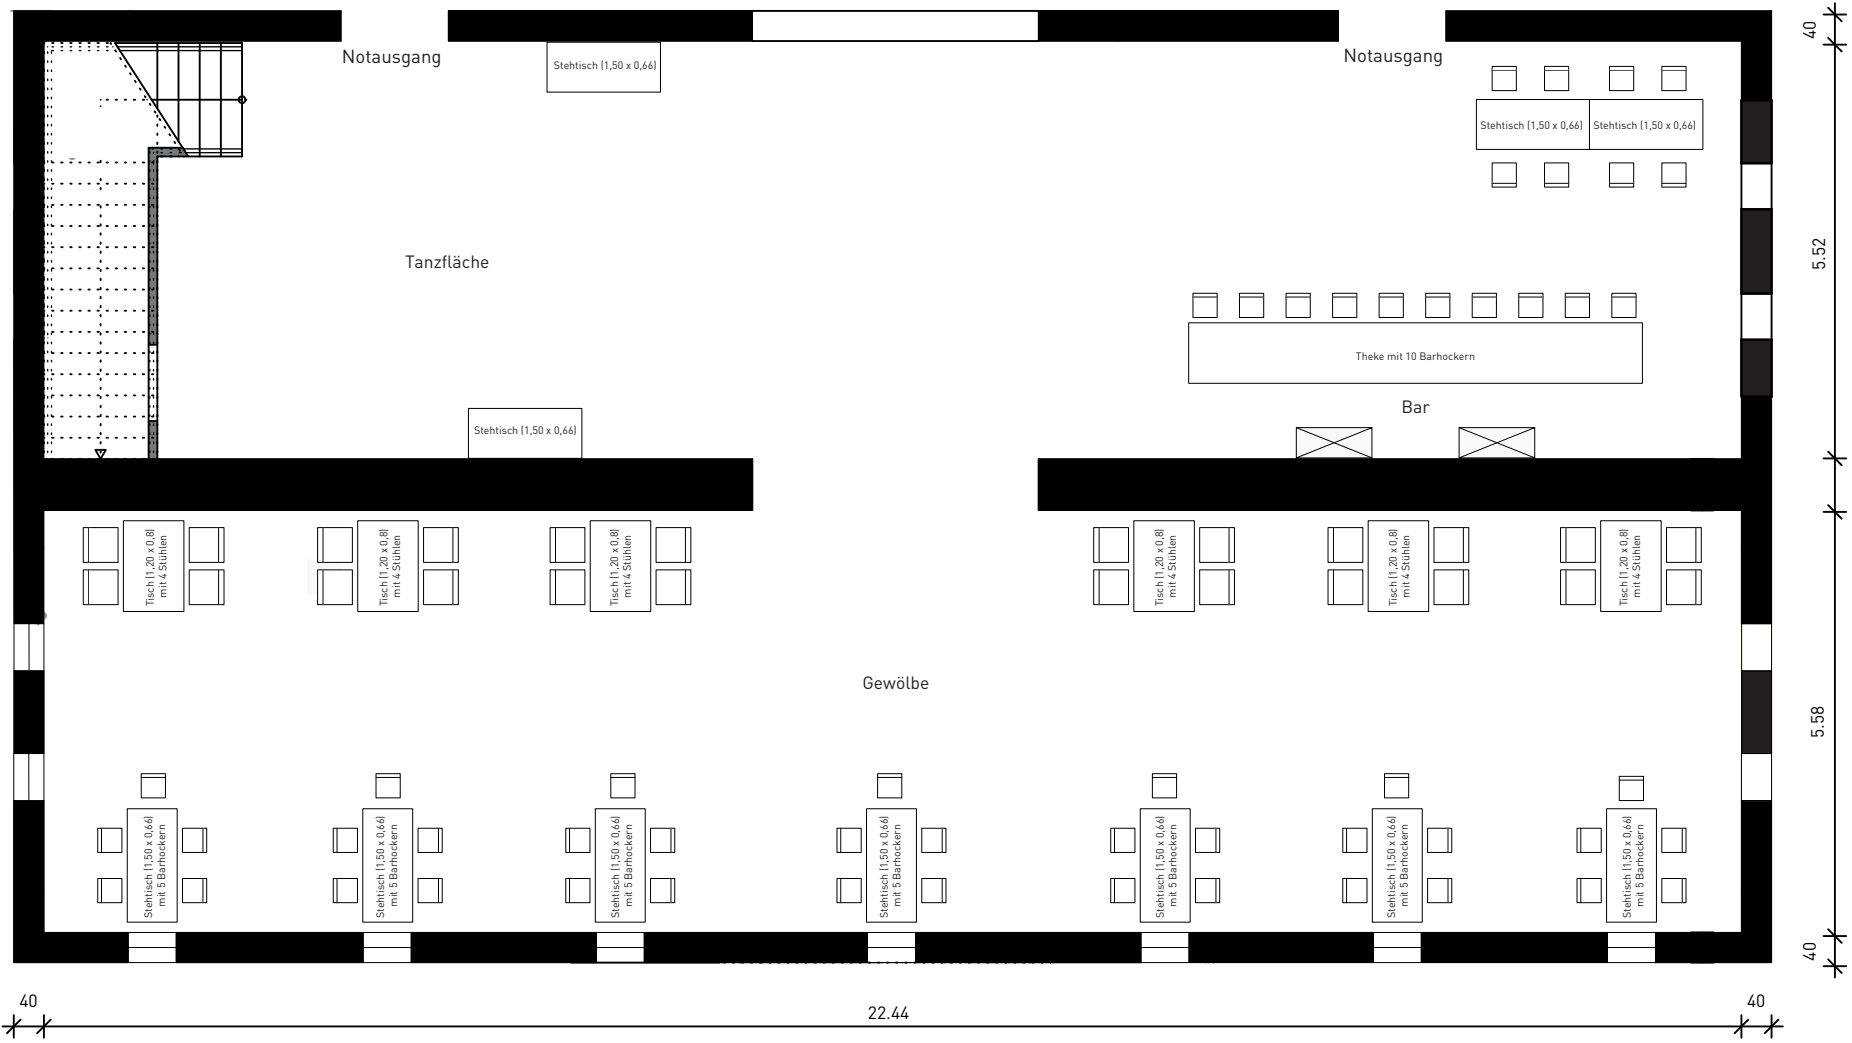 40
Notausgang
Notausgang
Stehtisch (1,50 x 0,66)
Stehtisch (1,50 x 0,66)
Stehtisch (1,50 x 0,66)
Tanzfläche
5.52
Theke mit 10 Barhockern
Bar
Stehtisch (1,50 x 0,66)
Tisch (1,20 x 0,8)
mit 4 Stühlen
Tisch (1,20 x 0,8)
mit 4 Stühlen
Tisch (1,20 x 0,8)
mit 4 Stühlen
Tisch (1,20 x 0,8)
mit 4 Stühlen
Tisch (1,20 x 0,8)
mit 4 Stühlen
Tisch (1,20 x 0,8)
mit 4 Stühlen
Gewölbe
5.58
Stehtisch (1,50 x 0,66)
mit 5 Barhockern
Stehtisch (1,50 x 0,66)
mit 5 Barhockern
Stehtisch (1,50 x 0,66)
mit 5 Barhockern
Stehtisch (1,50 x 0,66)
mit 5 Barhockern
Stehtisch (1,50 x 0,66)
mit 5 Barhockern
Stehtisch (1,50 x 0,66)
mit 5 Barhockern
Stehtisch (1,50 x 0,66)
mit 5 Barhockern
40
40
22.44
40